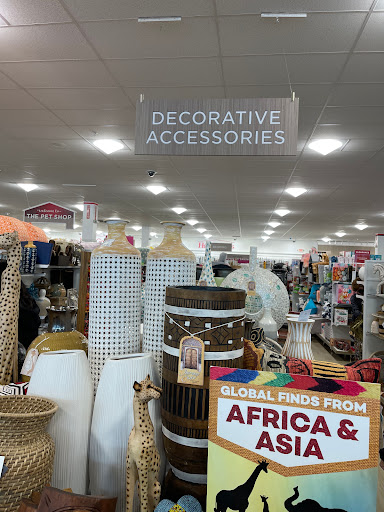 DECORATIVE
ACCESSORIES
THE PET SHOP
GLOBAL FINDS FROM
AFRICA &
ASIA